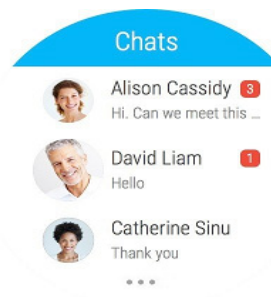 Chats
Alison Cassidy 3
Hi. Can we meet this ...
David Liam 1
Hello
Catherine Sinu
Thank you